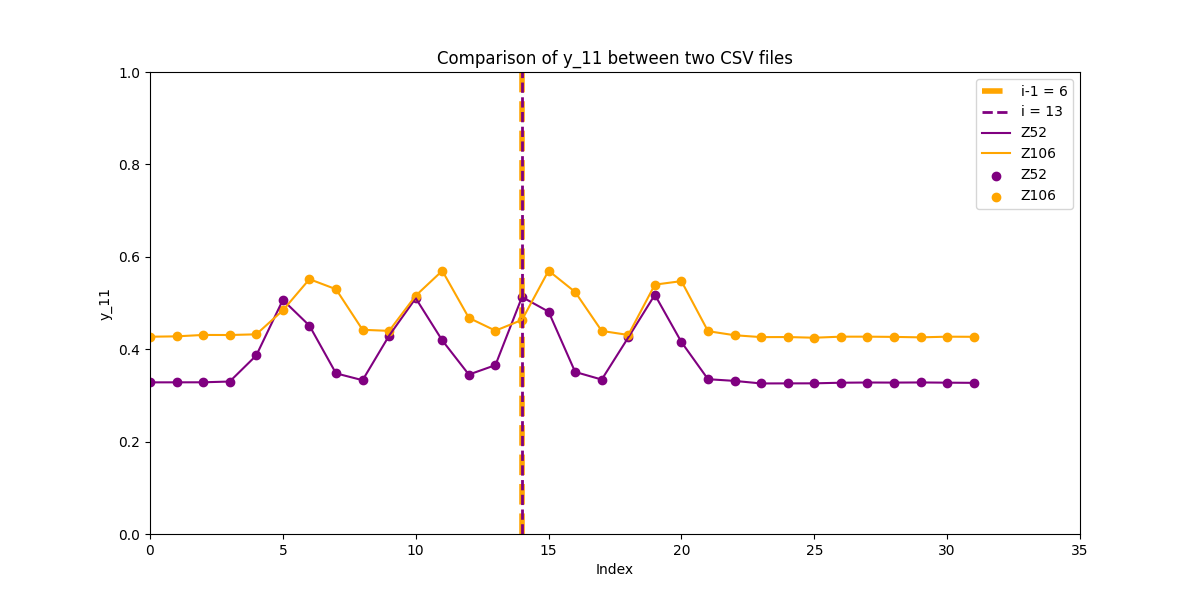 Comparison of y_11 between two CSV files
1.0
0.8
0.6
0.4
0.2
0.0
y_11
0 5 10 15 20 25 30 35
Index
i-1 = 6
i = 13
Z52
Z106
Z52
Z106